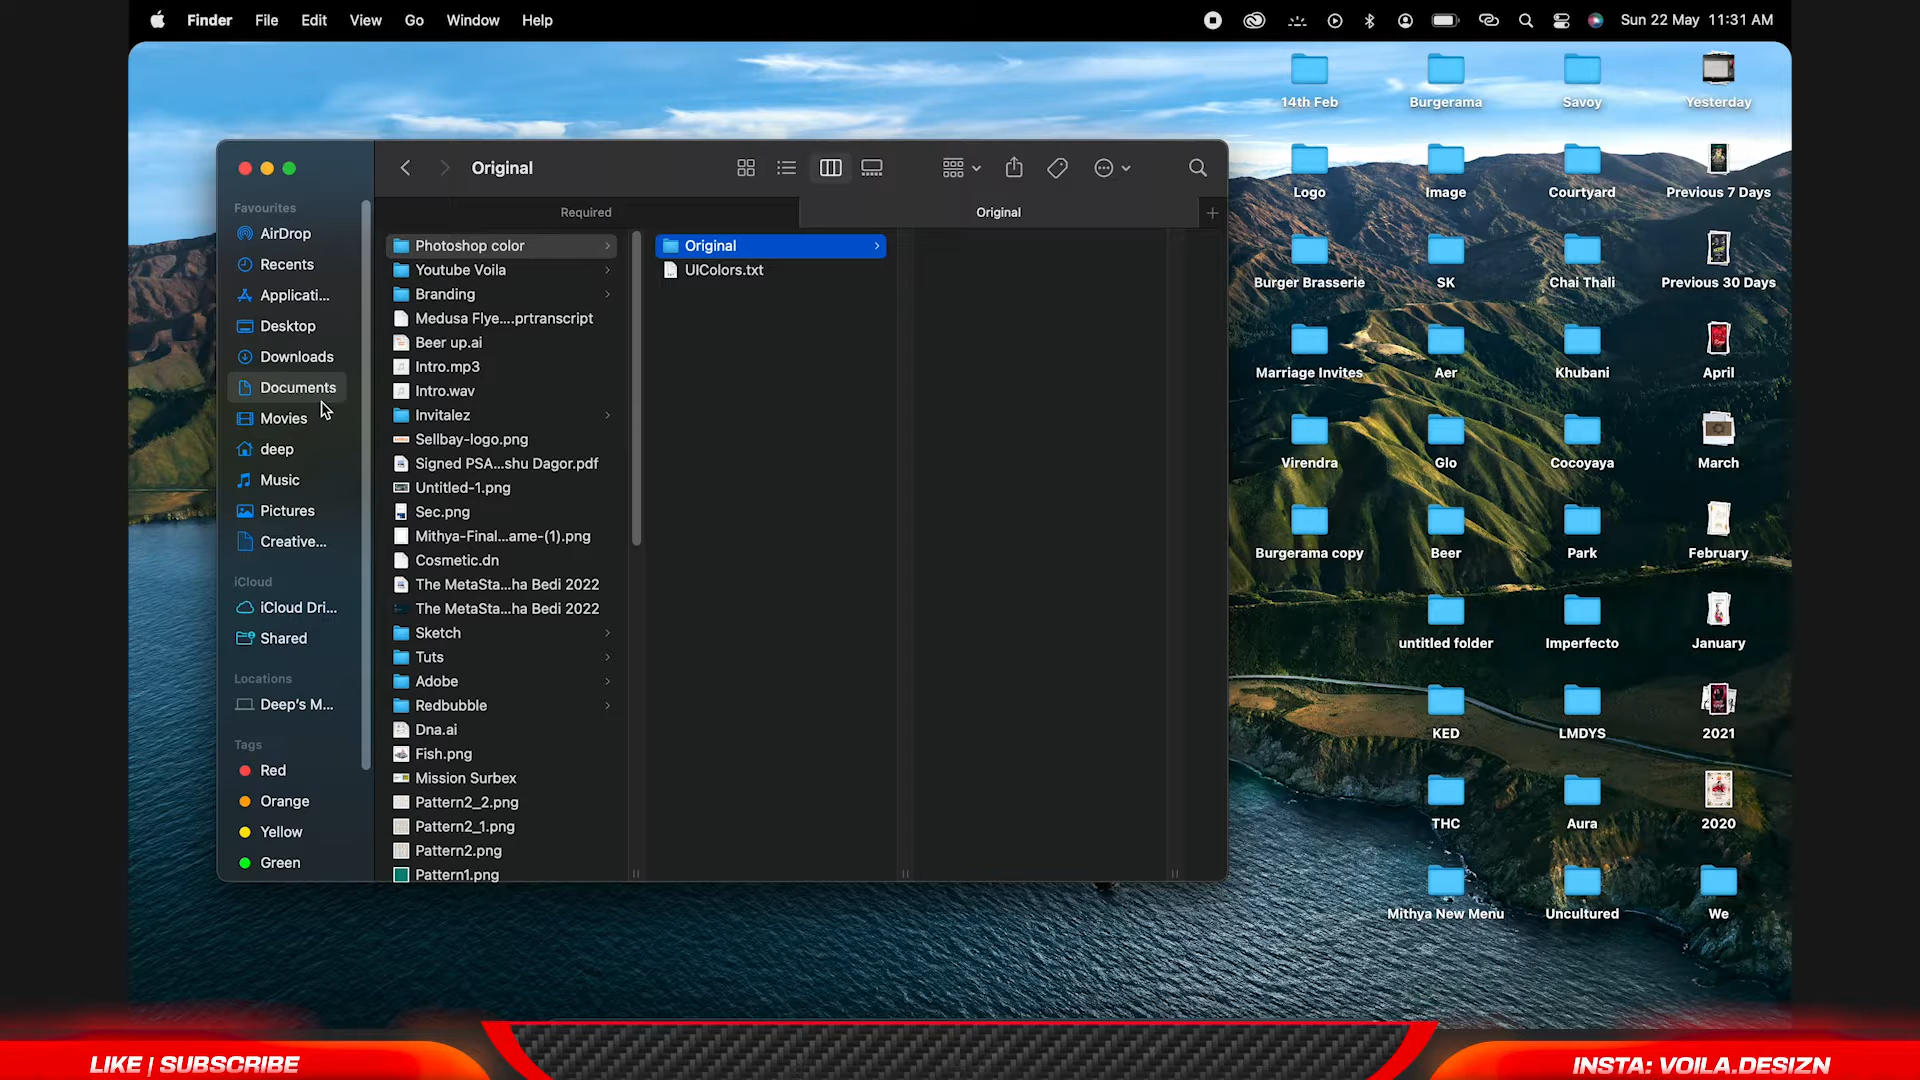 Finder File Edit View Go Window Help Sun 22 May 11:31 AM
Original
Required Original
Favourites
AirDrop
Recents
Applicati...
Desktop
Downloads
Documents
Movies
deep
Music
Pictures
Creative...
iCloud
iCloud Dri...
Shared
Locations
Deep's M...
Tags
Red
Orange
Yellow
Green
Photoshop color
Youtube Voila
Branding
Medusa Flye....prtranscript
Beer up.ai
Intro.mp3
Intro.wav
Invitalez
Sellbay-logo.png
Signed PSA...shu Dagor.pdf
Untitled-1.png
Sec.png
Mithya-Final...ame-(1).png
Cosmetic.dn
The MetaSta...ha Bedi 2022
The MetaSta...ha Bedi 2022
Sketch
Tuts
Adobe
Redbubble
Dna.ai
Fish.png
Mission Surbex
Pattern2_2.png
Pattern2_1.png
Pattern2.png
Pattern1.png
Original
UIColors.txt
14th Feb Burgerama Savoy Yesterday
Logo Image Courtyard Previous 7 Days
Burger Brasserie SK Chai Thali Previous 30 Days
Marriage Invites Aer Khubani April
Virendra Glo Cocoyaya March
Burgerama copy Beer Park February
untitled folder Imperfecto January
KED LMDYS 2021
THC Aura 2020
Mithya New Menu Uncultured We
LIKE | SUBSCRIBE
INSTA: VOILA.DESIZN